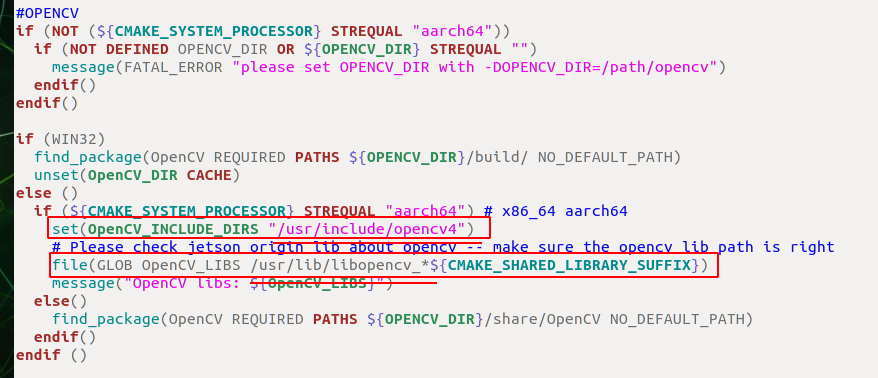 #OPENCV
if (NOT (${CMAKE_SYSTEM_PROCESSOR} STREQUAL "aarch64"))
  if (NOT DEFINED OPENCV_DIR OR ${OPENCV_DIR} STREQUAL "")
    message(FATAL_ERROR "please set OPENCV_DIR with -DOPENCV_DIR=/path/opencv")
  endif()
endif()

if (WIN32)
  find_package(OpenCV REQUIRED PATHS ${OPENCV_DIR}/build/ NO_DEFAULT_PATH)
  unset(OpenCV_DIR CACHE)
else ()
  if (${CMAKE_SYSTEM_PROCESSOR} STREQUAL "aarch64") # x86_64 aarch64
    set(OpenCV_INCLUDE_DIRS "/usr/include/opencv4")
    # Please check jetson origin lib about opencv -- make sure the opencv lib path is right
    file(GLOB OpenCV_LIBS /usr/lib/libopencv_*${CMAKE_SHARED_LIBRARY_SUFFIX})
    message("OpenCV libs: ${OpenCV_LIBS}")
  else()
    find_package(OpenCV REQUIRED PATHS ${OPENCV_DIR}/share/OpenCV NO_DEFAULT_PATH)
  endif()
endif ()